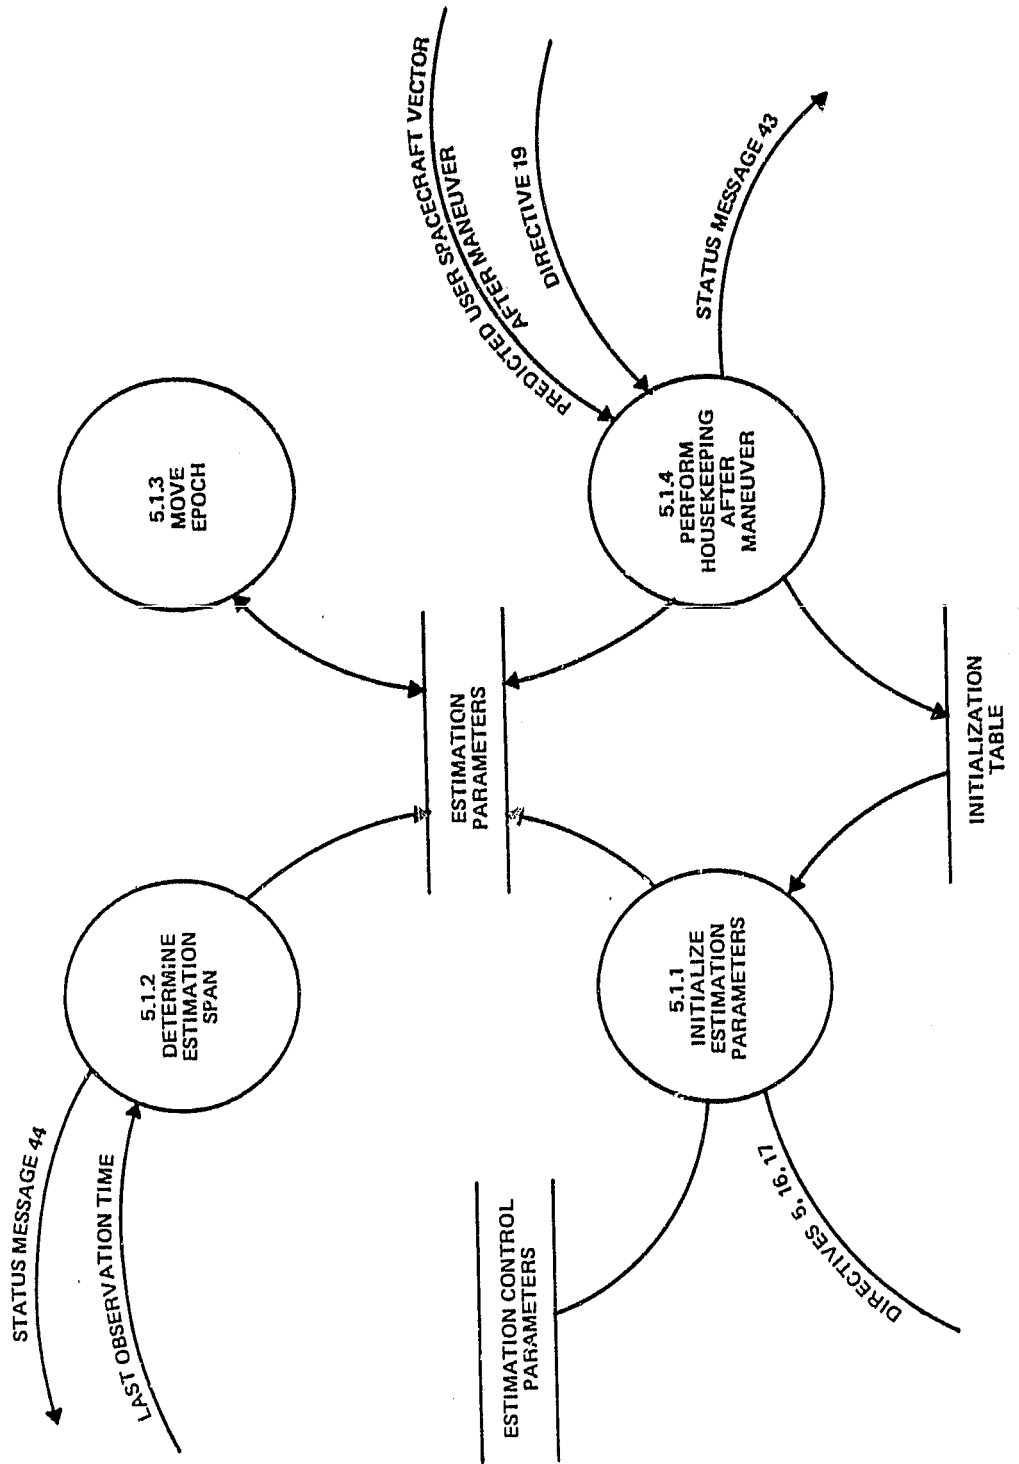 STATUS MESSAGE 44
LAST OBSERVATION TIME
5.1.2
DETERMINE
ESTIMATION
SPAN
5.1.3
MOVE
EPOCH
ESTIMATION
PARAMETERS
PREDICTED USER SPACECRAFT VECTOR
AFTER MANEUVER
DIRECTIVE 19
STATUS MESSAGE 43
ESTIMATION CONTROL
PARAMETERS
DIRECTIVES 5, 16, 17
5.1.1
INITIALIZE
ESTIMATION
PARAMETERS
5.1.4
PERFORM
HOUSEKEEPING
AFTER
MANEUVER
INITIALIZATION
TABLE